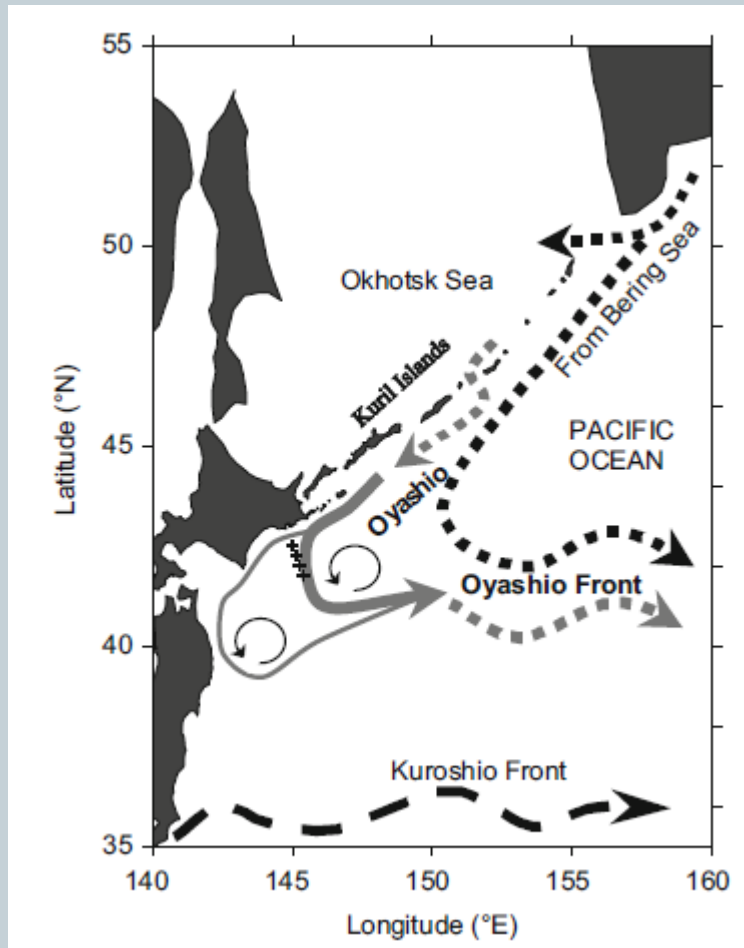 55
50
Okhotsk Sea
From Bering Sea
Kuril Islands
45
PACIFIC
OCEAN
Latitude (°N)
Oyashio
Oyashio Front
40
Kuroshio Front
35
140
145
150
155
160
Longitude (°E)